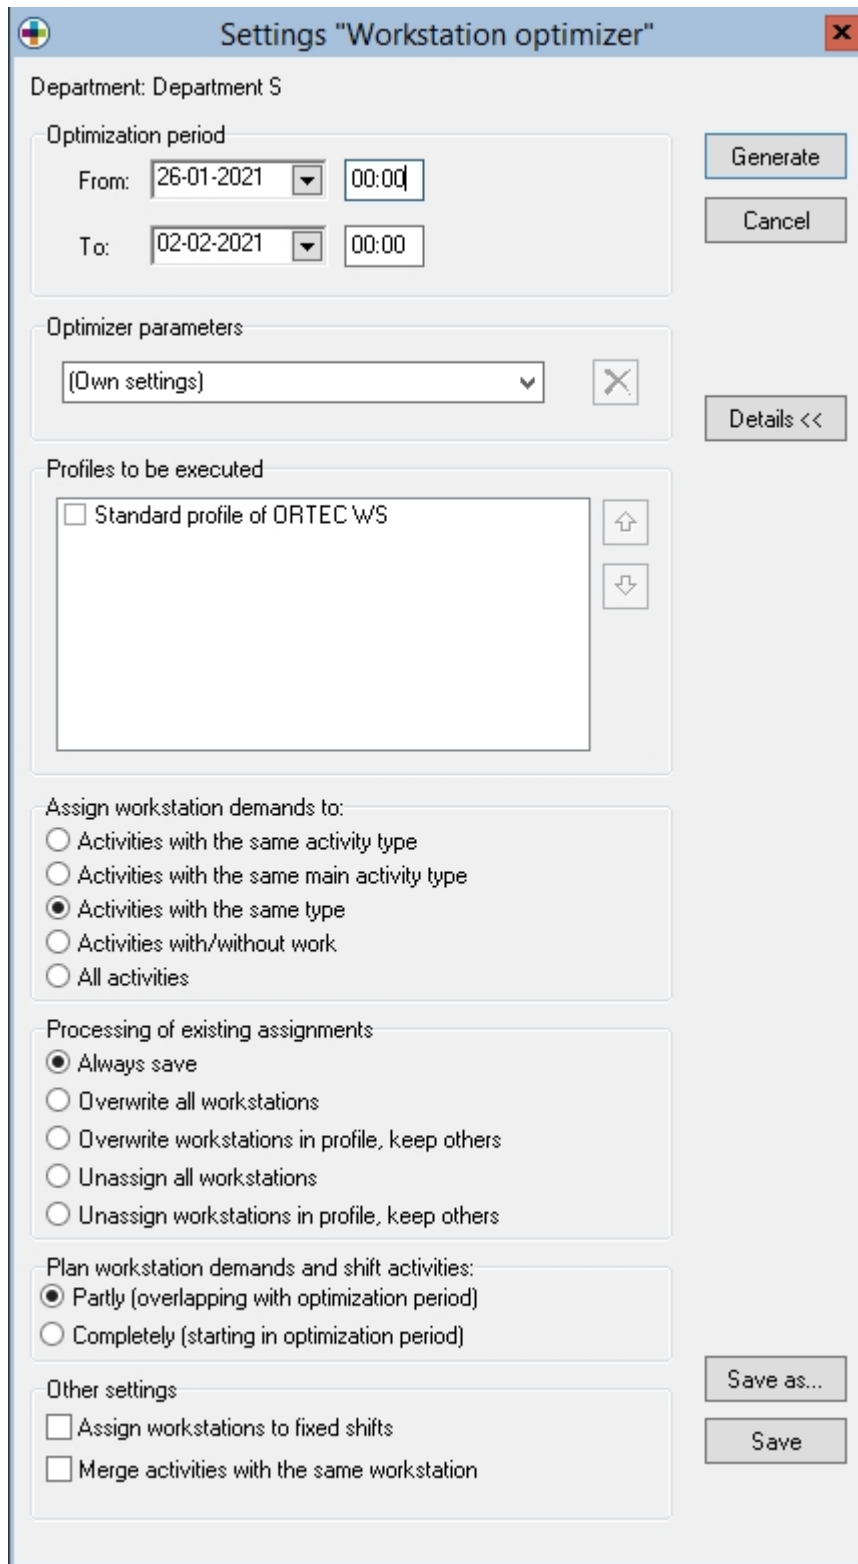 Settings "Workstation optimizer"
Department: Department S
Optimization period
From: 26-01-2021 00:00
To: 02-02-2021 00:00
Generate
Cancel
Optimizer parameters
(Own settings)
Details <<
Profiles to be executed
Standard profile of ORTEC WS
Assign workstation demands to:
Activities with the same activity type
Activities with the same main activity type
Activities with the same type
Activities with/without work
All activities
Processing of existing assignments
Always save
Overwrite all workstations
Overwrite workstations in profile, keep others
Unassign all workstations
Unassign workstations in profile, keep others
Plan workstation demands and shift activities:
Partly (overlapping with optimization period)
Completely (starting in optimization period)
Other settings
Assign workstations to fixed shifts
Merge activities with the same workstation
Save as...
Save